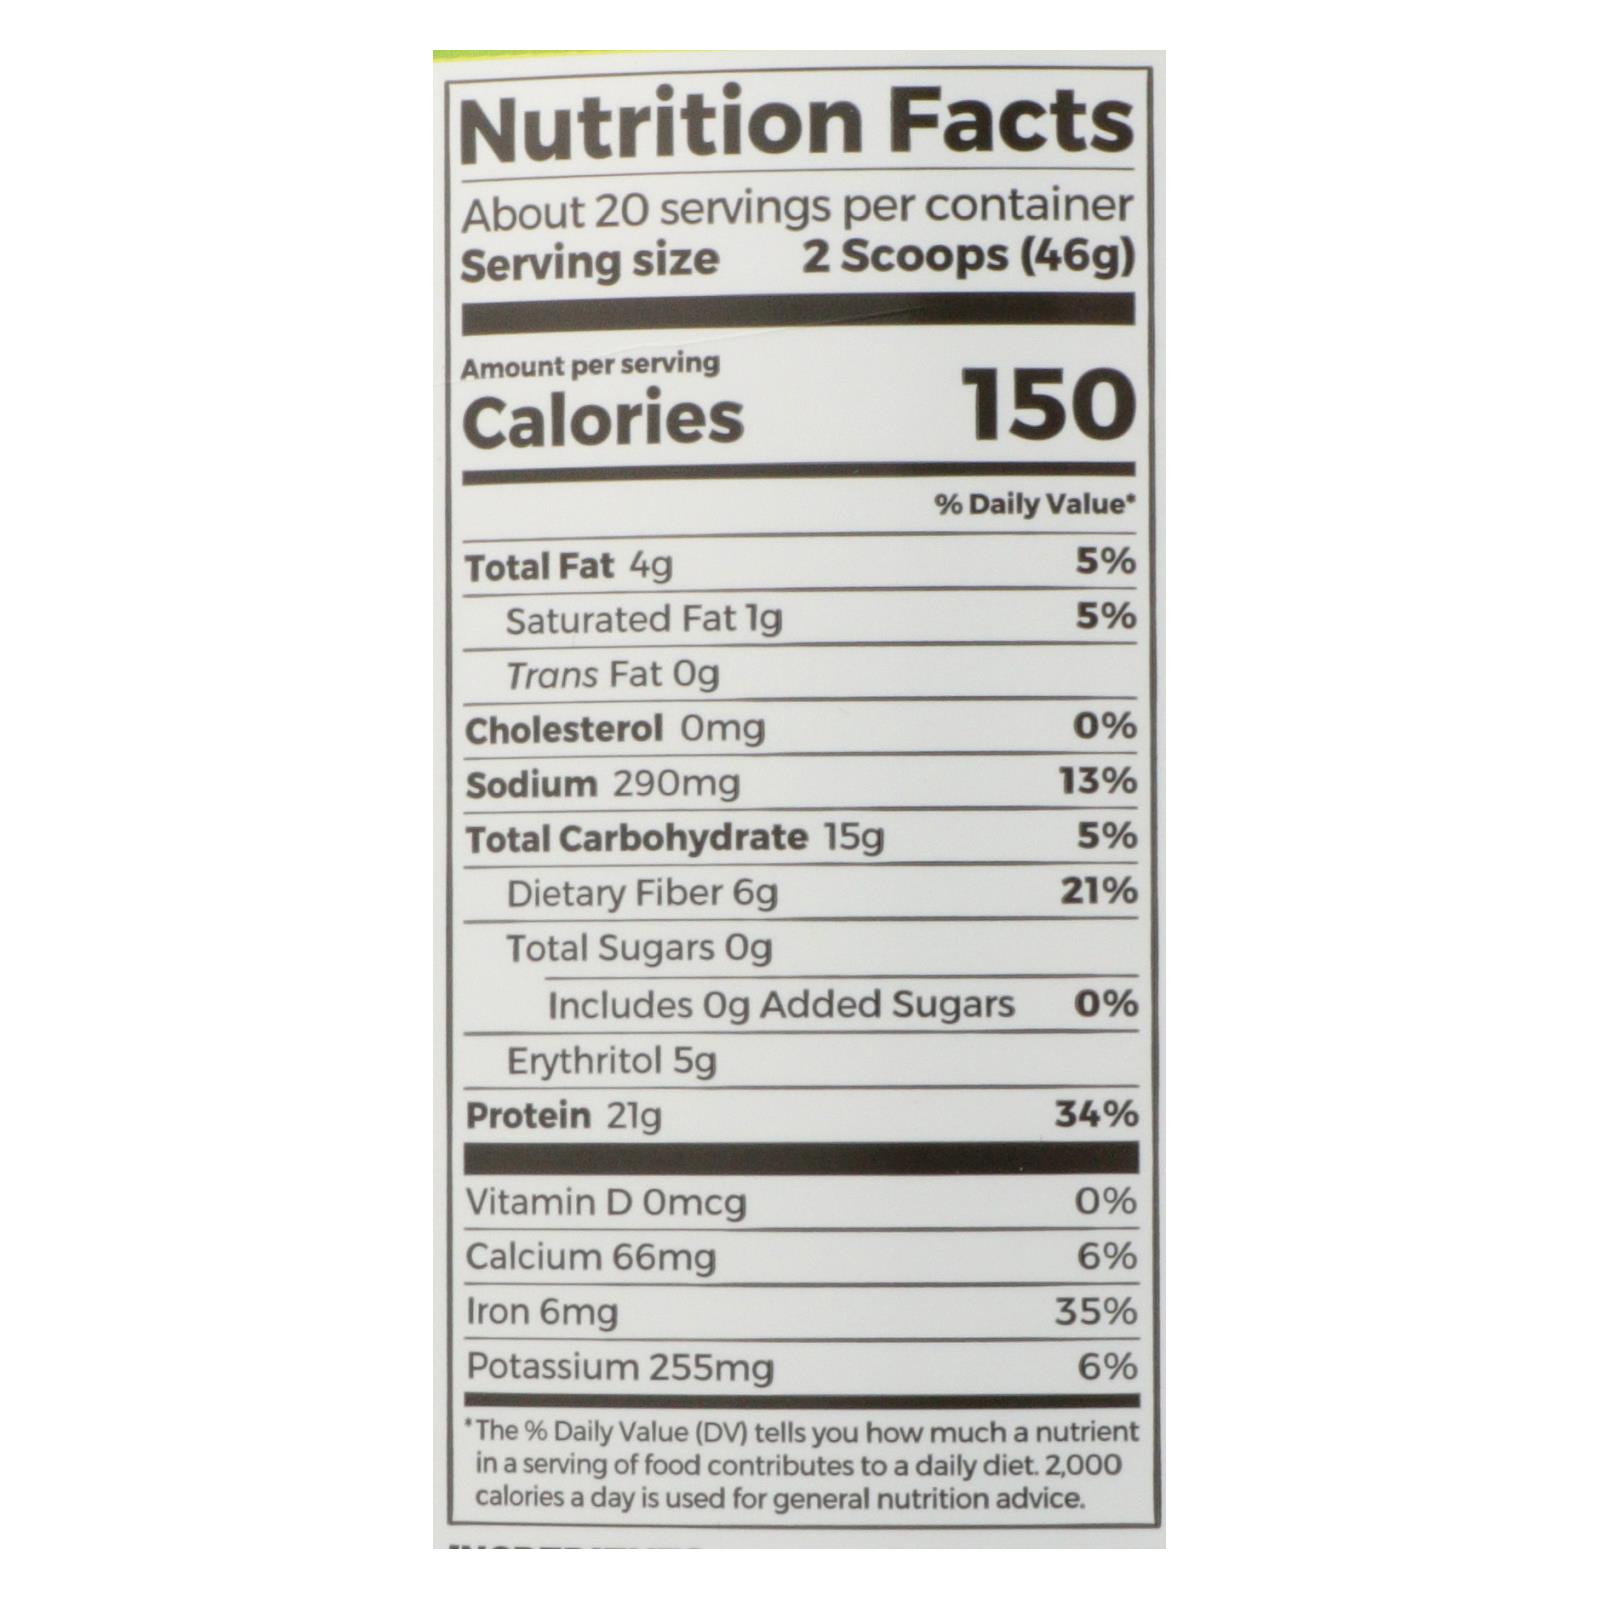 Nutrition Facts
About 20 servings per container
Serving size 2 Scoops (46g)
Amount per serving
Calories 150
% Daily Value*
Total Fat 4g 5%
Saturated Fat 1g 5%
Trans Fat 0g
Cholesterol 0mg 0%
Sodium 290mg 13%
Total Carbohydrate 15g 5%
Dietary Fiber 6g 21%
Total Sugars 0g
Includes 0g Added Sugars 0%
Erythritol 5g
Protein 21g 34%
Vitamin D 0mcg 0%
Calcium 66mg 6%
Iron 6mg 35%
Potassium 255mg 6%
*The % Daily Value (DV) tells you how much a nutrient
in a serving of food contributes to a daily diet. 2,000
calories a day is used for general nutrition advice.